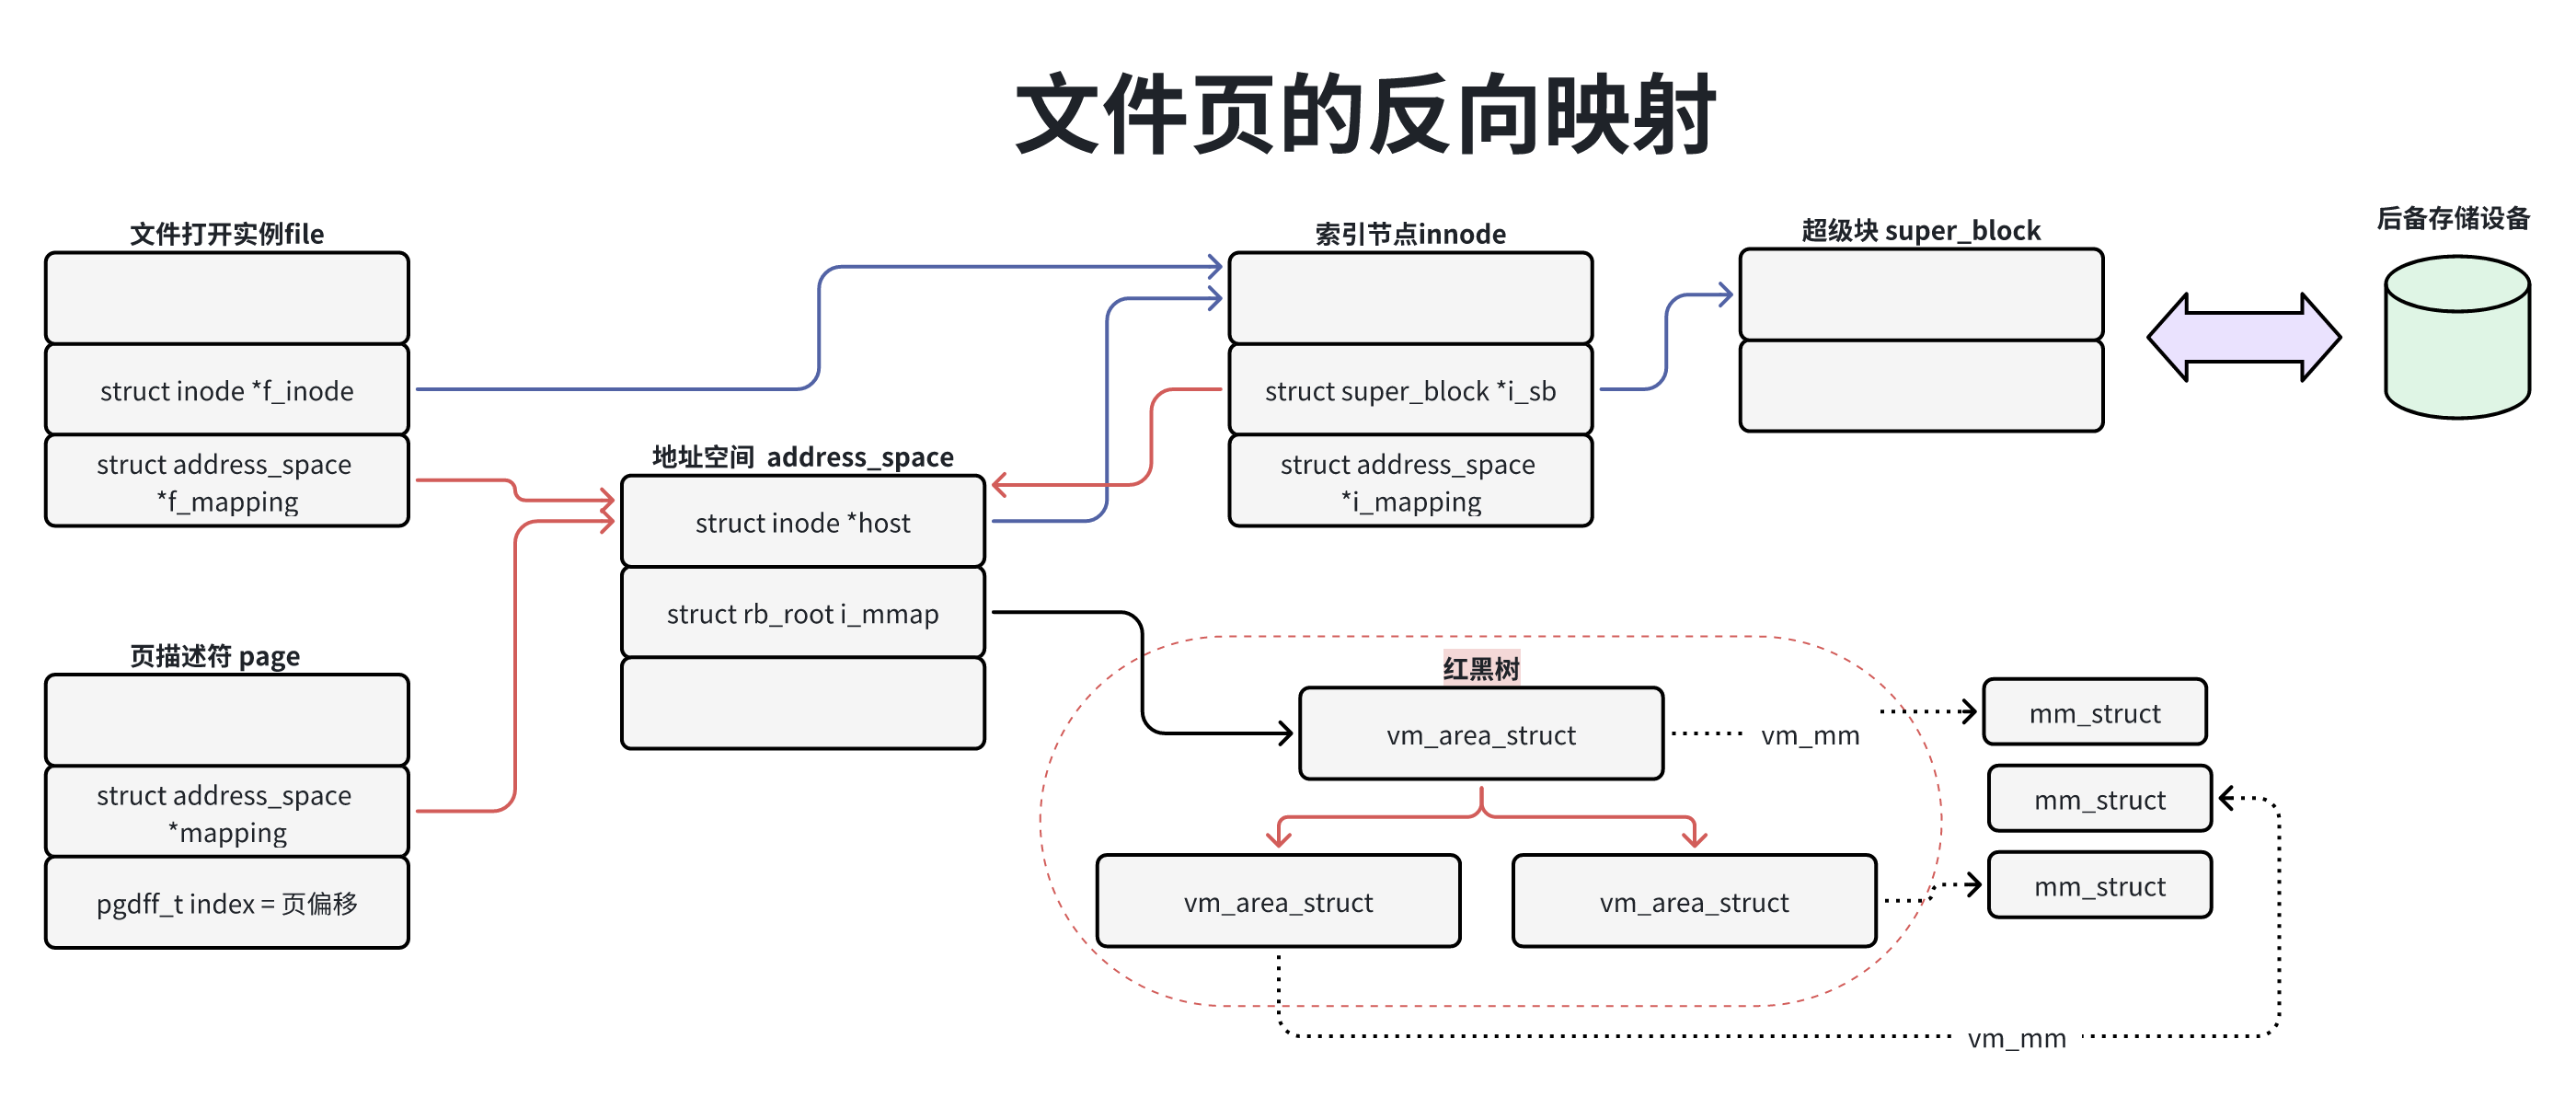 文件页的反向映射
文件打开实例file
struct inode *f_inode
struct address_space
*f_mapping
页描述符 page
struct address_space
*mapping
pgdff_t index = 页偏移
地址空间 address_space
struct inode *host
struct rb_root i_mmap
索引节点innode
struct super_block *i_sb
struct address_space
*i_mapping
超级块 super_block
后备存储设备
红黑树
vm_area_struct
vm_mm
vm_area_struct
vm_area_struct
mm_struct
mm_struct
mm_struct
vm_mm